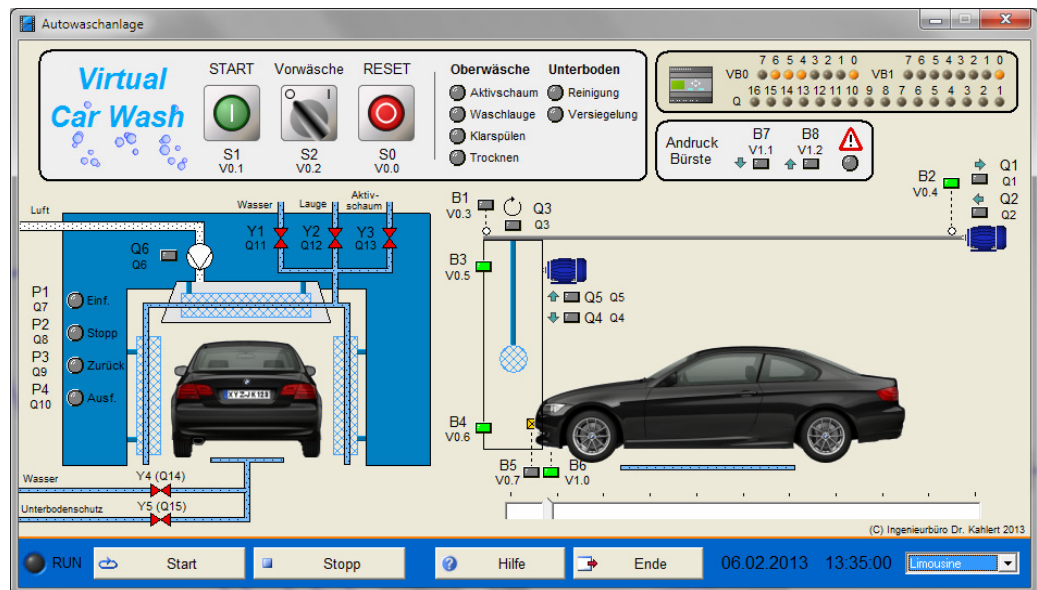 Autowaschanlage
Virtual
Car Wash
START
S1
V0.1
Vorwäsche
O I
S2
V0.2
RESET
S0
V0.0
Oberwäsche
Aktivschaum
Waschlauge
Klarspülen
Trocknen
Unterboden
Reinigung
Versiegelung
7 6 5 4 3 2 1 0 7 6 5 4 3 2 1 0
VB0 VB1
16 15 14 13 12 11 10 9 8 7 6 5 4 3 2 1
Q
Andruck
Bürste
B7
V1.1
B8
V1.2
Luft
Wasser
Lauge
Aktiv-
schaum
Y1
Q11
Y2
Q12
Y3
Q13
Q6
Q6
P1
Q7
Einf.
P2
Q8
Stopp
P3
Q9
Zurück
P4
Q10
Ausf.
XYZ-JK123
Wasser
Y4 (Q14)
Unterbodenschutz
Y5 (Q15)
B1
V0.3
Q3
Q3
B2
V0.4
Q1
Q1
Q2
Q2
B3
V0.5
Q5 Q5
Q4 Q4
B4
V0.6
B5
V0.7
B6
V1.0
(C) Ingenieurbüro Dr. Kahlert 2013
RUN
Start
Stopp
Hilfe
Ende
06.02.2013 13:35:00
Limousine